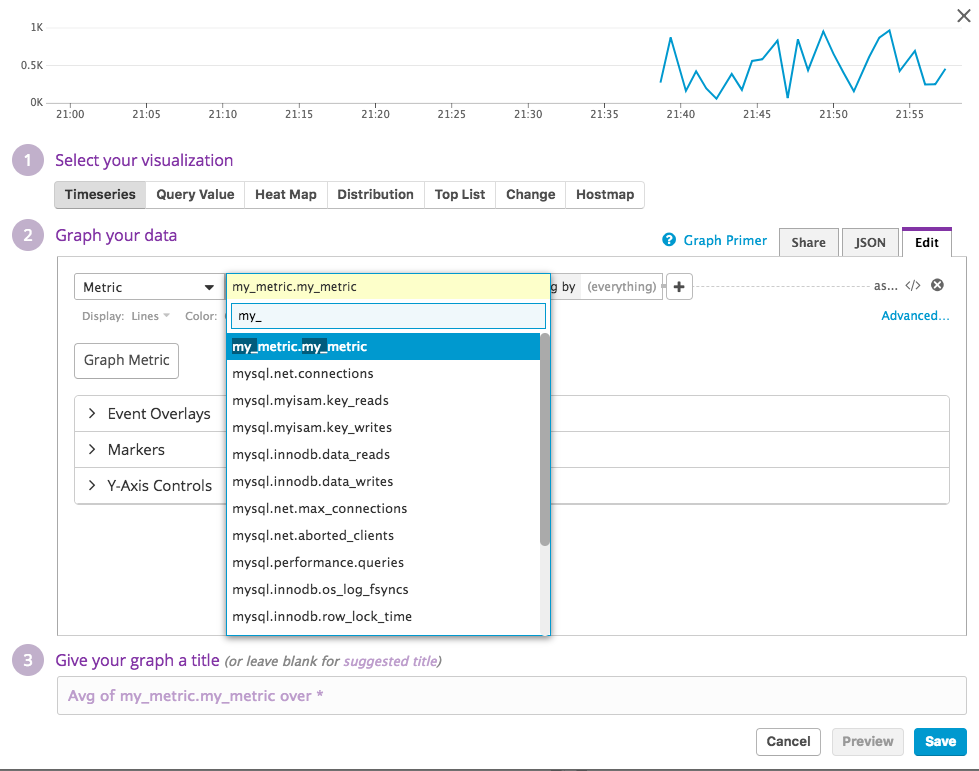 1K
0.5K
0K
21:00 21:05 21:10 21:15 21:20 21:25 21:30 21:35 21:40 21:45 21:50 21:55
1 Select your visualization
Timeseries Query Value Heat Map Distribution Top List Change Hostmap
2 Graph your data
? Graph Primer Share JSON Edit
Metric my_metric.my_metric g by (everything) + as... </>
Display: Lines Color: my_ Advanced...
my_metric.my_metric
Graph Metric
mysql.net.connections
mysql.myisam.key_reads
Event Overlays
mysql.myisam.key_writes
Markers
mysql.innodb.data_reads
mysql.innodb.data_writes
Y-Axis Controls
mysql.net.max_connections
mysql.net.aborted_clients
mysql.performance.queries
mysql.innodb.os_log_fsyncs
mysql.innodb.row_lock_time
3 Give your graph a title (or leave blank for suggested title)
Avg of my_metric.my_metric over *
Cancel Preview Save